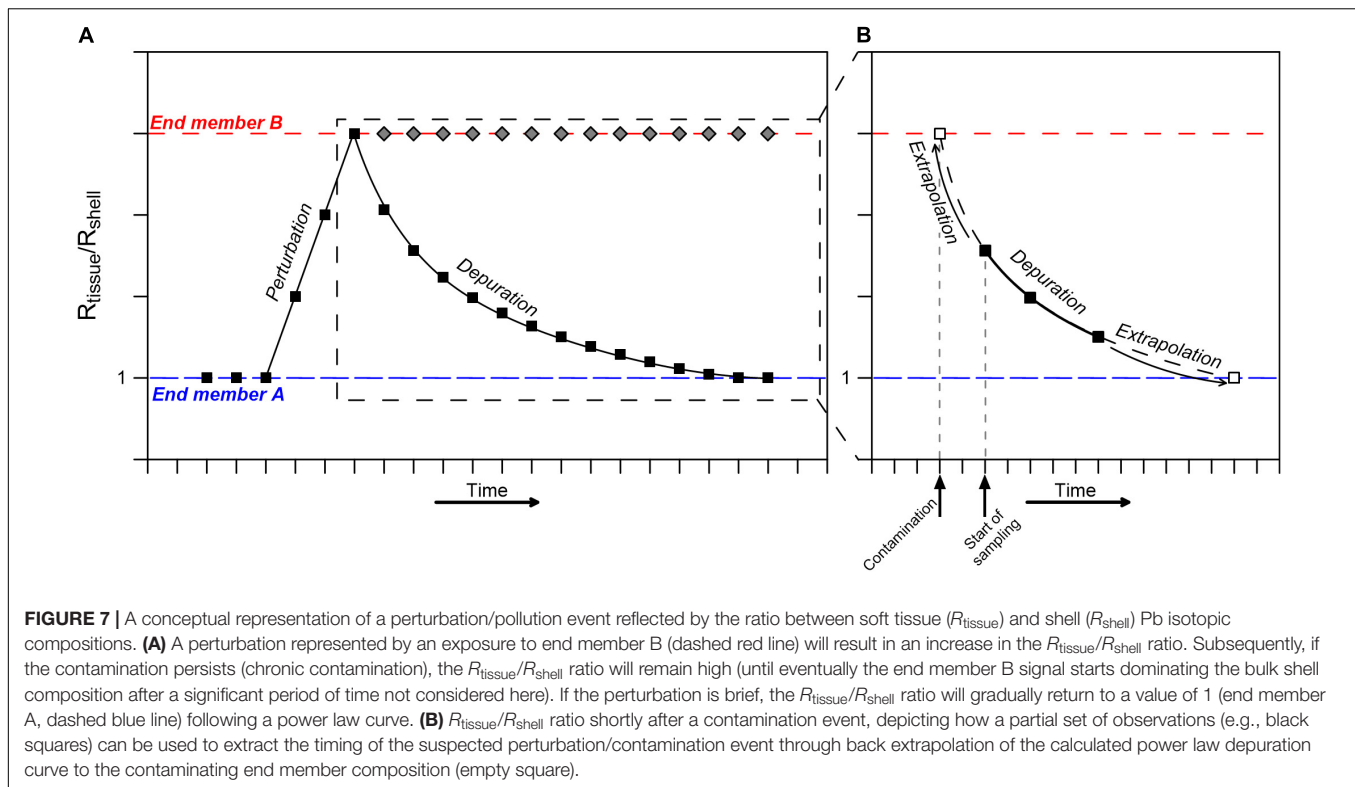 A
B
End member B
Perturbation
Depuration
Rtissue/Rshell
1
End member A
Time
Extrapolation
Depuration
Extrapolation
1
Time
Contamination
Start of
sampling
FIGURE 7 | A conceptual representation of a perturbation/pollution event reflected by the ratio between soft tissue (Rtissue) and shell (Rshell) Pb isotopic
compositions. (A) A perturbation represented by an exposure to end member B (dashed red line) will result in an increase in the Rtissue/Rshell ratio. Subsequently, if
the contamination persists (chronic contamination), the Rtissue/Rshell ratio will remain high (until eventually the end member B signal starts dominating the bulk shell
composition after a significant period of time not considered here). If the perturbation is brief, the Rtissue/Rshell ratio will gradually return to a value of 1 (end member
A, dashed blue line) following a power law curve. (B) Rtissue/Rshell ratio shortly after a contamination event, depicting how a partial set of observations (e.g., black
squares) can be used to extract the timing of the suspected perturbation/contamination event through back extrapolation of the calculated power law depuration
curve to the contaminating end member composition (empty square).